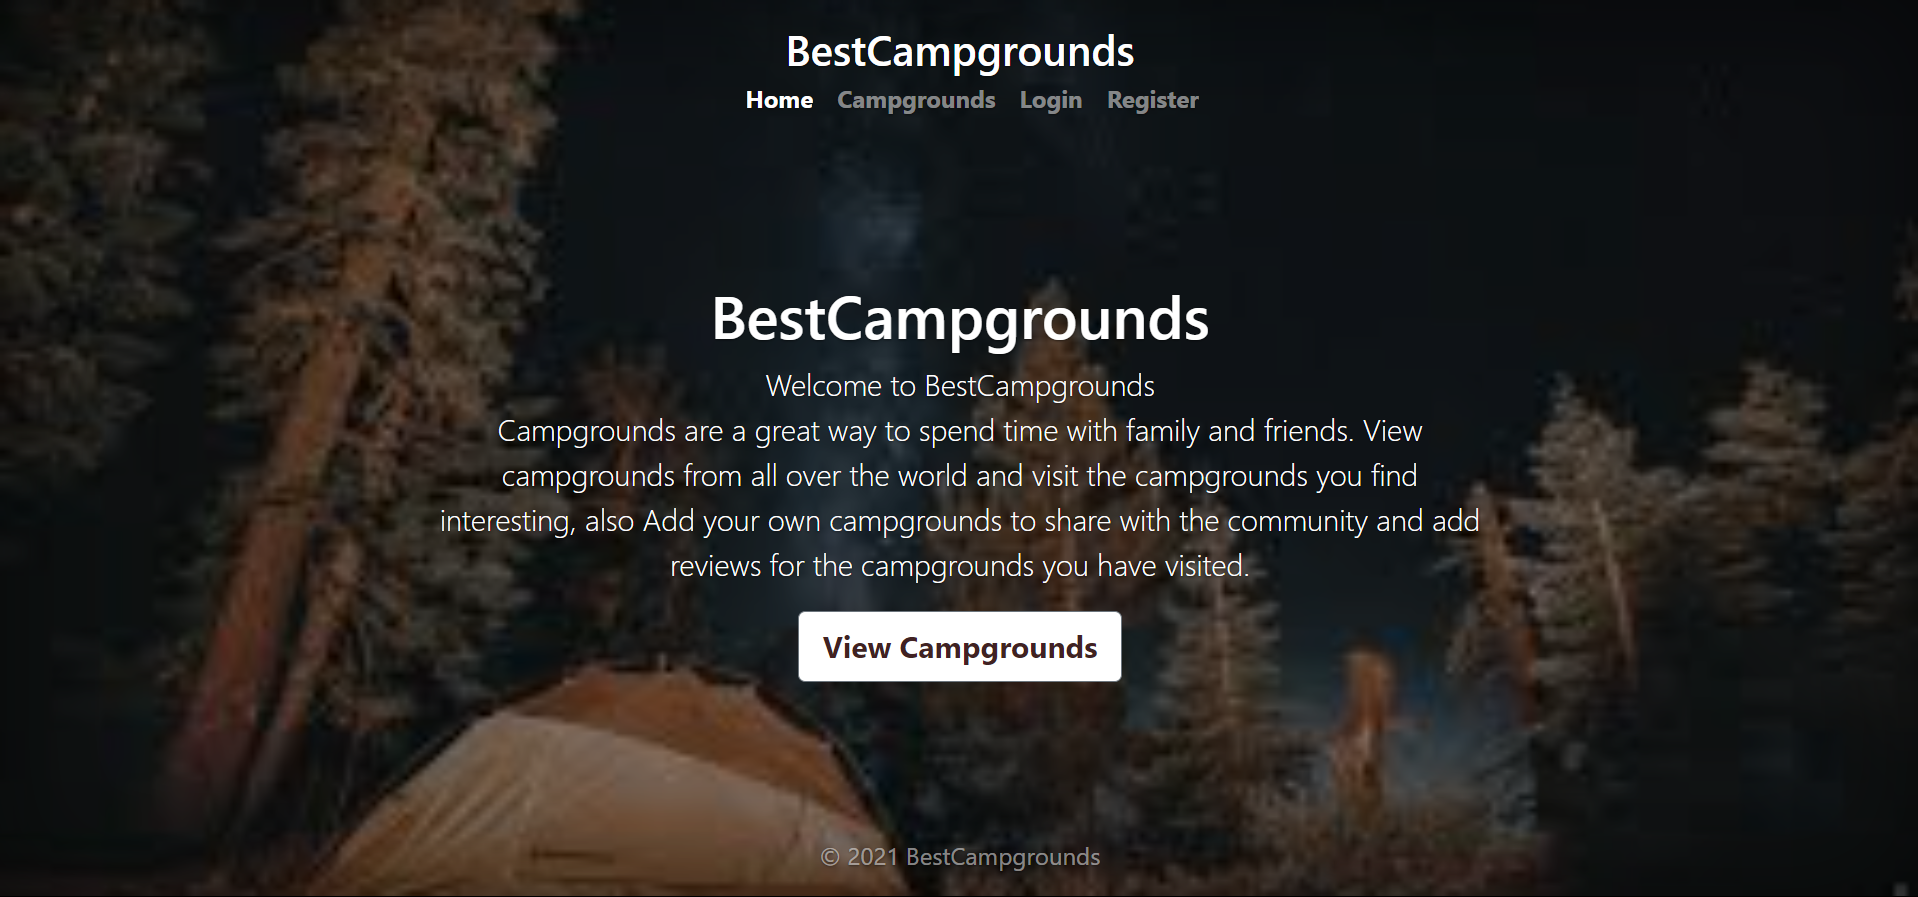 BestCampgrounds
Home Campgrounds Login Register
BestCampgrounds
Welcome to BestCampgrounds
Campgrounds are a great way to spend time with family and friends. View
campgrounds from all over the world and visit the campgrounds you find
interesting, also Add your own campgrounds to share with the community and add
reviews for the campgrounds you have visited.
View Campgrounds
© 2021 BestCampgrounds